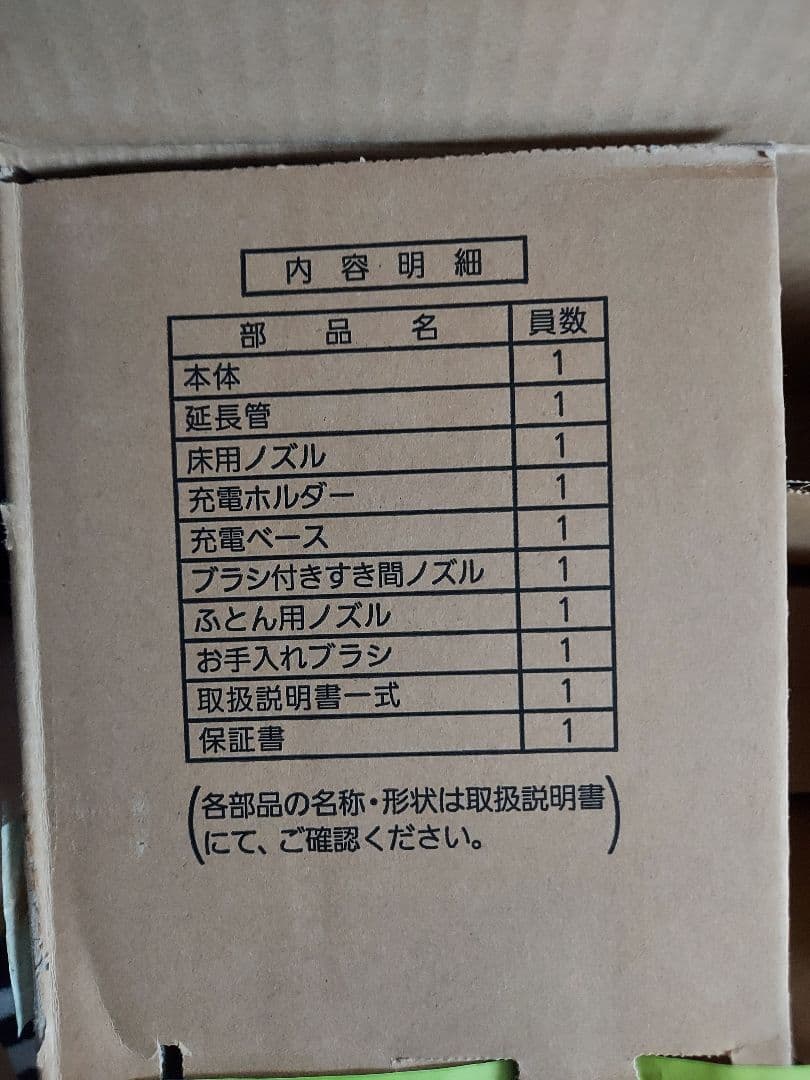 内容明細
部品名 員数
本体 1
延長管 1
床用ノズル 1
充電ホルダー 1
充電ベース 1
ブラシ付きすき間ノズル 1
ふとん用ノズル 1
お手入れブラシ 1
取扱説明書一式 1
保証書 1
(各部品の名称・形状は取扱説明書
にて、ご確認ください。)